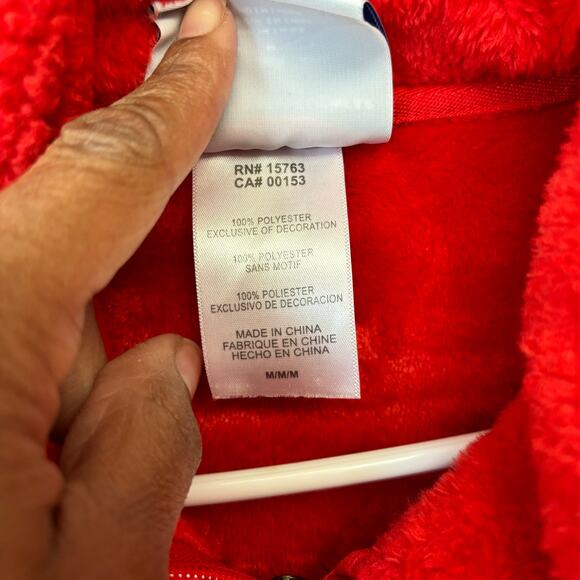 RN# 15763
CA# 00153
100% POLYESTER
EXCLUSIVE OF DECORATION
100% POLYESTER
SANS MOTIF
100% POLIESTER
EXCLUSIVO DE DECORACION
MADE IN CHINA
FABRIQUE EN CHINE
HECHO EN CHINA
M/M/M